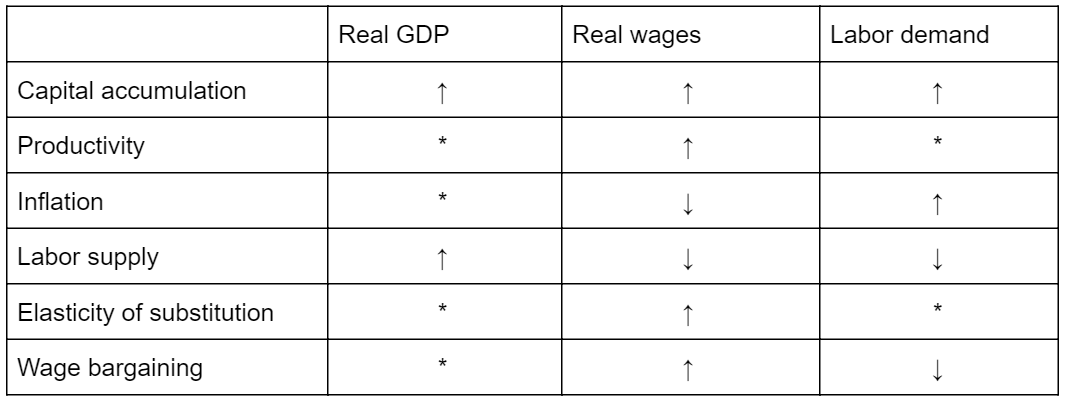 Real GDP Real wages Labor demand
Capital accumulation ↑ ↑ ↑
Productivity * ↑ *
Inflation * ↓ ↑
Labor supply ↑ ↓ ↓
Elasticity of substitution * ↑ *
Wage bargaining * ↑ ↓